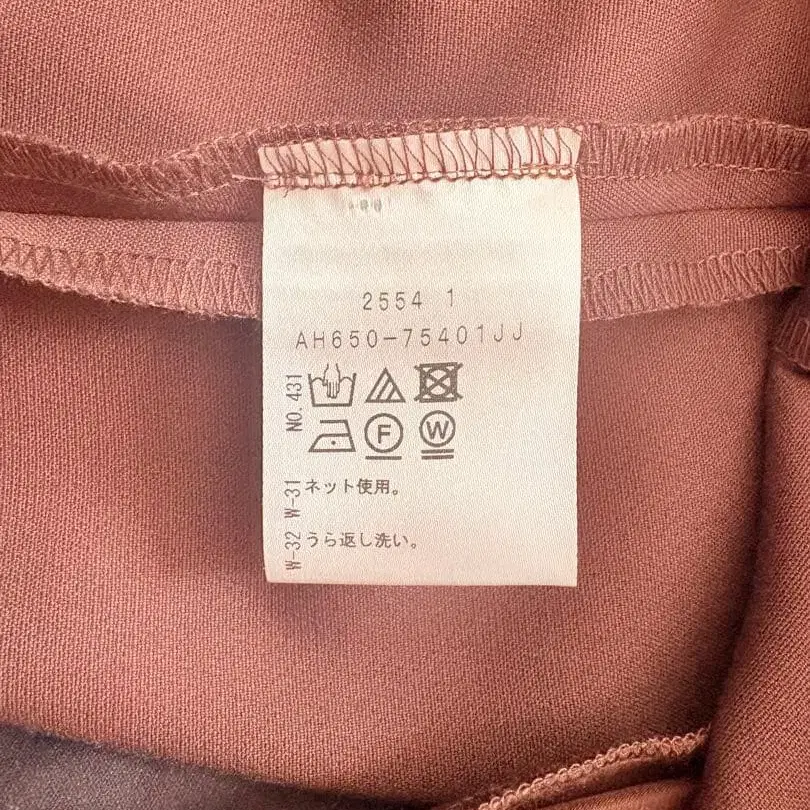 2554 1
AH650-75401JJ
NO.431
F
W
W-31 ネット使用。
W-32 うら返し洗い。